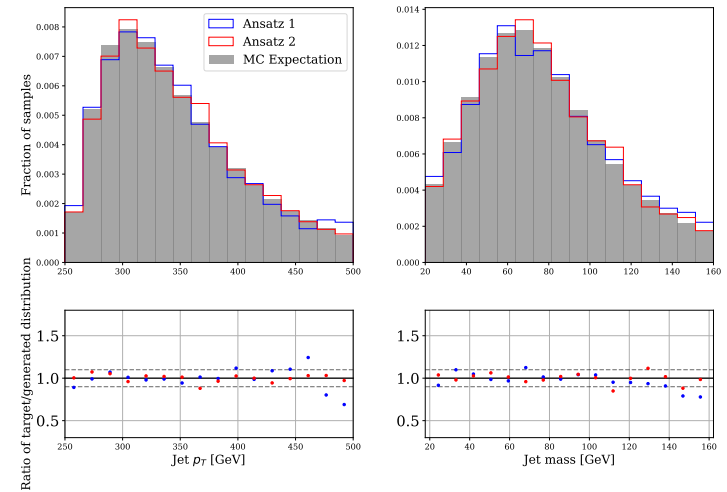 Fraction of samples
0.008
0.007
0.006
0.005
0.004
0.003
0.002
0.001
0.000
250 300 350 400 450 500
Ansatz 1
Ansatz 2
MC Expectation
0.014
0.012
0.010
0.008
0.006
0.004
0.002
0.000
20 40 60 80 100 120 140 160
Ratio of target/generated distribution
1.5
1.0
0.5
250 300 350 400 450 500
Jet p_T [GeV]
1.5
1.0
0.5
20 40 60 80 100 120 140 160
Jet mass [GeV]